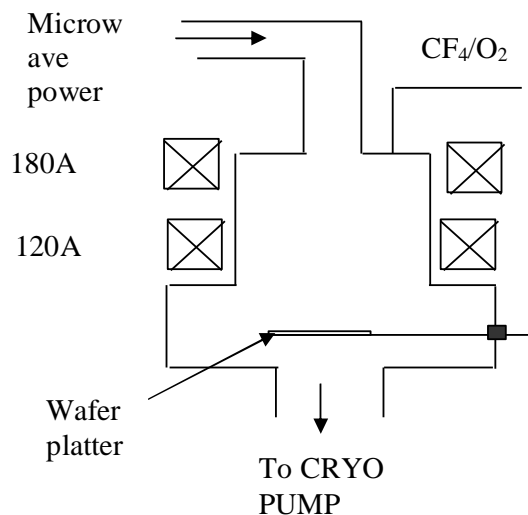 Microw
ave
power
CF₄/O₂
180A
120A
Wafer
platter
To CRYO
PUMP